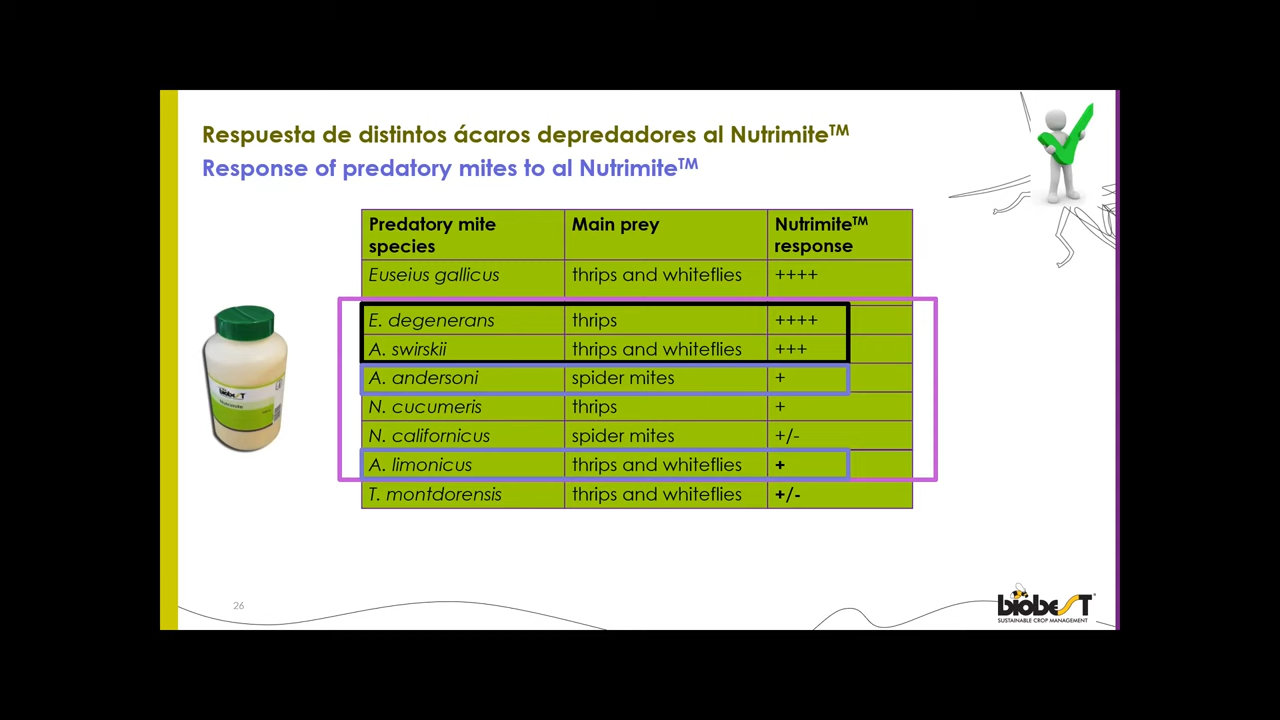 Respuesta de distintos ácaros depredadores al Nutrimite™
Response of predatory mites to al Nutrimite™
Predatory mite species Main prey Nutrimite™ response
Euseius gallicus thrips and whiteflies ++++
E. degenerans thrips ++++
A. swirskii thrips and whiteflies +++
A. andersoni spider mites +
N. cucumeris thrips +
N. californicus spider mites +/-
A. limonicus thrips and whiteflies +
T. montdorensis thrips and whiteflies +/-
biobest
Nutrimite
26
biobest®
SUSTAINABLE CROP MANAGEMENT